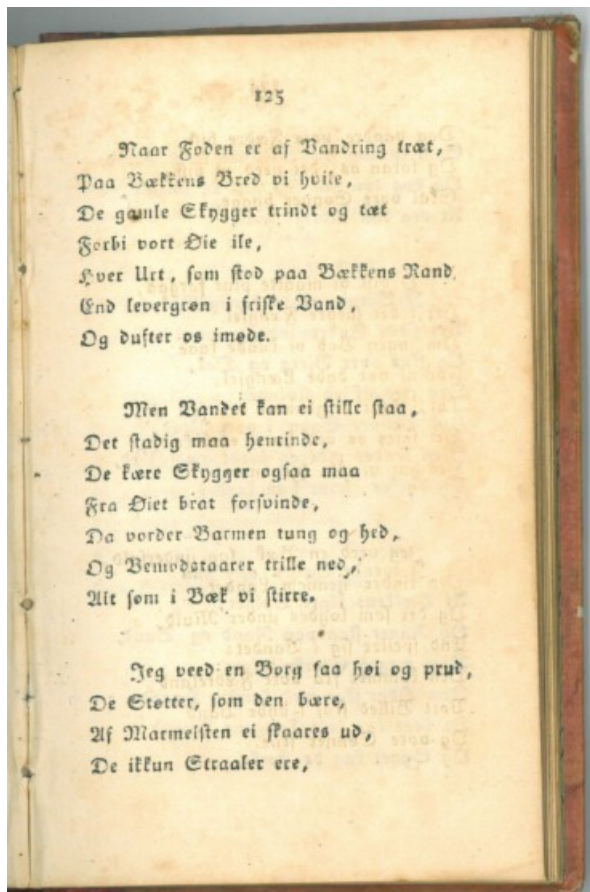 125
Naar Foden er af Vandring træt,
Paa Bækkens Bred vi hvile,
De gamle Skygger trindt og tæt
Forbi vort Øie ile,
Hver Urt, som stod paa Bækkens Rand,
End levergrøn i friske Vand,
Og dufter os imøde.
Men Vandet kan ei stille staa,
Det stadig maa henrinde,
De kære Skygger ogsaa maa
Fra Øiet brat forsvinde,
Da vorder Barmen tung og hed,
Og Vemodstaarer trille ned,
Alt som i Bæk vi stirre.
Jeg veed en Borg saa høi og prud,
De Støtter, som den bære,
Af Marmelsten ei skaares ud,
De ikkun Straaler ere,